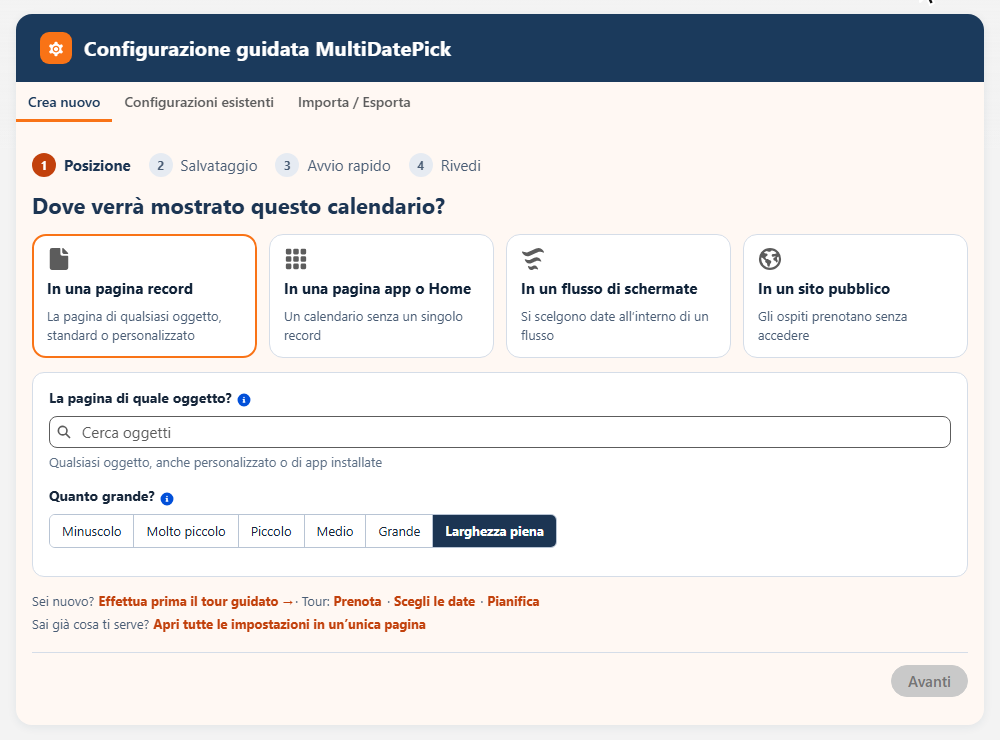 Configurazione guidata MultiDatePick
Crea nuovo
Configurazioni esistenti
Importa / Esporta
1 Posizione
2 Salvataggio
3 Avvio rapido
4 Rivedi
Dove verrà mostrato questo calendario?
In una pagina record
La pagina di qualsiasi oggetto,
standard o personalizzato
In una pagina app o Home
Un calendario senza un singolo
record
In un flusso di schermate
Si scelgono date all'interno di un
flusso
In un sito pubblico
Gli ospiti prenotano senza
accedere
La pagina di quale oggetto?
Cerca oggetti
Qualsiasi oggetto, anche personalizzato o di app installate
Quanto grande?
Minuscolo
Molto piccolo
Piccolo
Medio
Grande
Larghezza piena
Sei nuovo? Effettua prima il tour guidato → · Tour: Prenota · Scegli le date · Pianifica
Sai già cosa ti serve? Apri tutte le impostazioni in un'unica pagina
Avanti